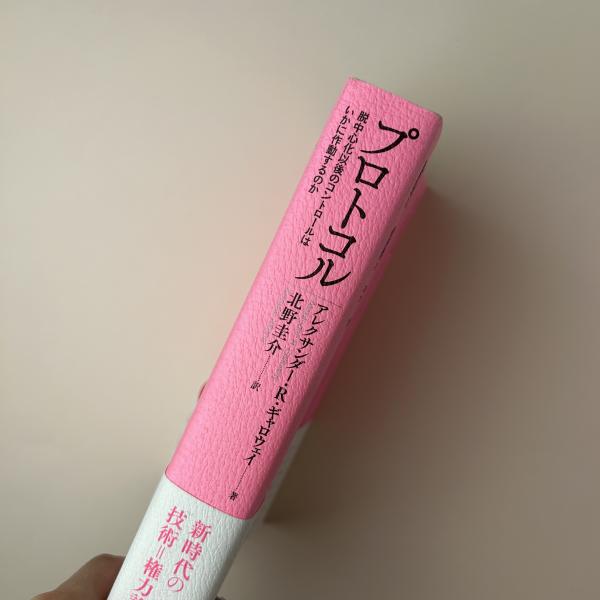 プロトコル
脱中心化以後のコントロールは
いかに作動するのか
アレクサンダー・R・ギャロウェイ………著
北野圭介………訳
新時代の
技術=権力